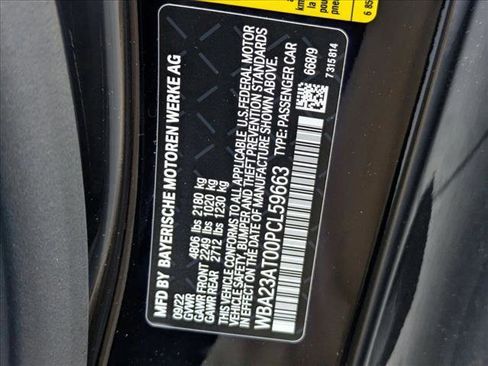 MFD BY BAYERISCHE MOTOREN WERKE AG
09/22
GVWR 4806 lbs 2180 kg
GAWR FRONT 2249 lbs 1020 kg
GAWR REAR 2712 lbs 1230 kg
THIS VEHICLE CONFORMS TO ALL APPLICABLE U.S. FEDERAL MOTOR
VEHICLE SAFETY, BUMPER, AND THEFT PREVENTION STANDARDS
IN EFFECT ON THE DATE OF MANUFACTURE SHOWN ABOVE.
WBA23AT00PCL59663 TYPE: PASSENGER CAR
668/9
7 315 814